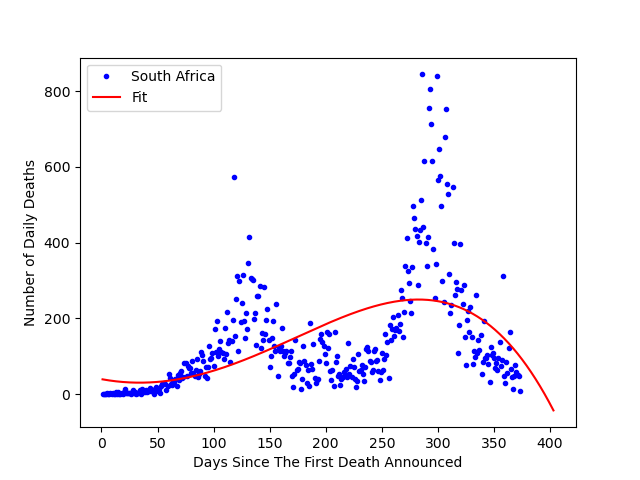 South Africa
Fit
Number of Daily Deaths
800
600
400
200
0
0 50 100 150 200 250 300 350 400
Days Since The First Death Announced